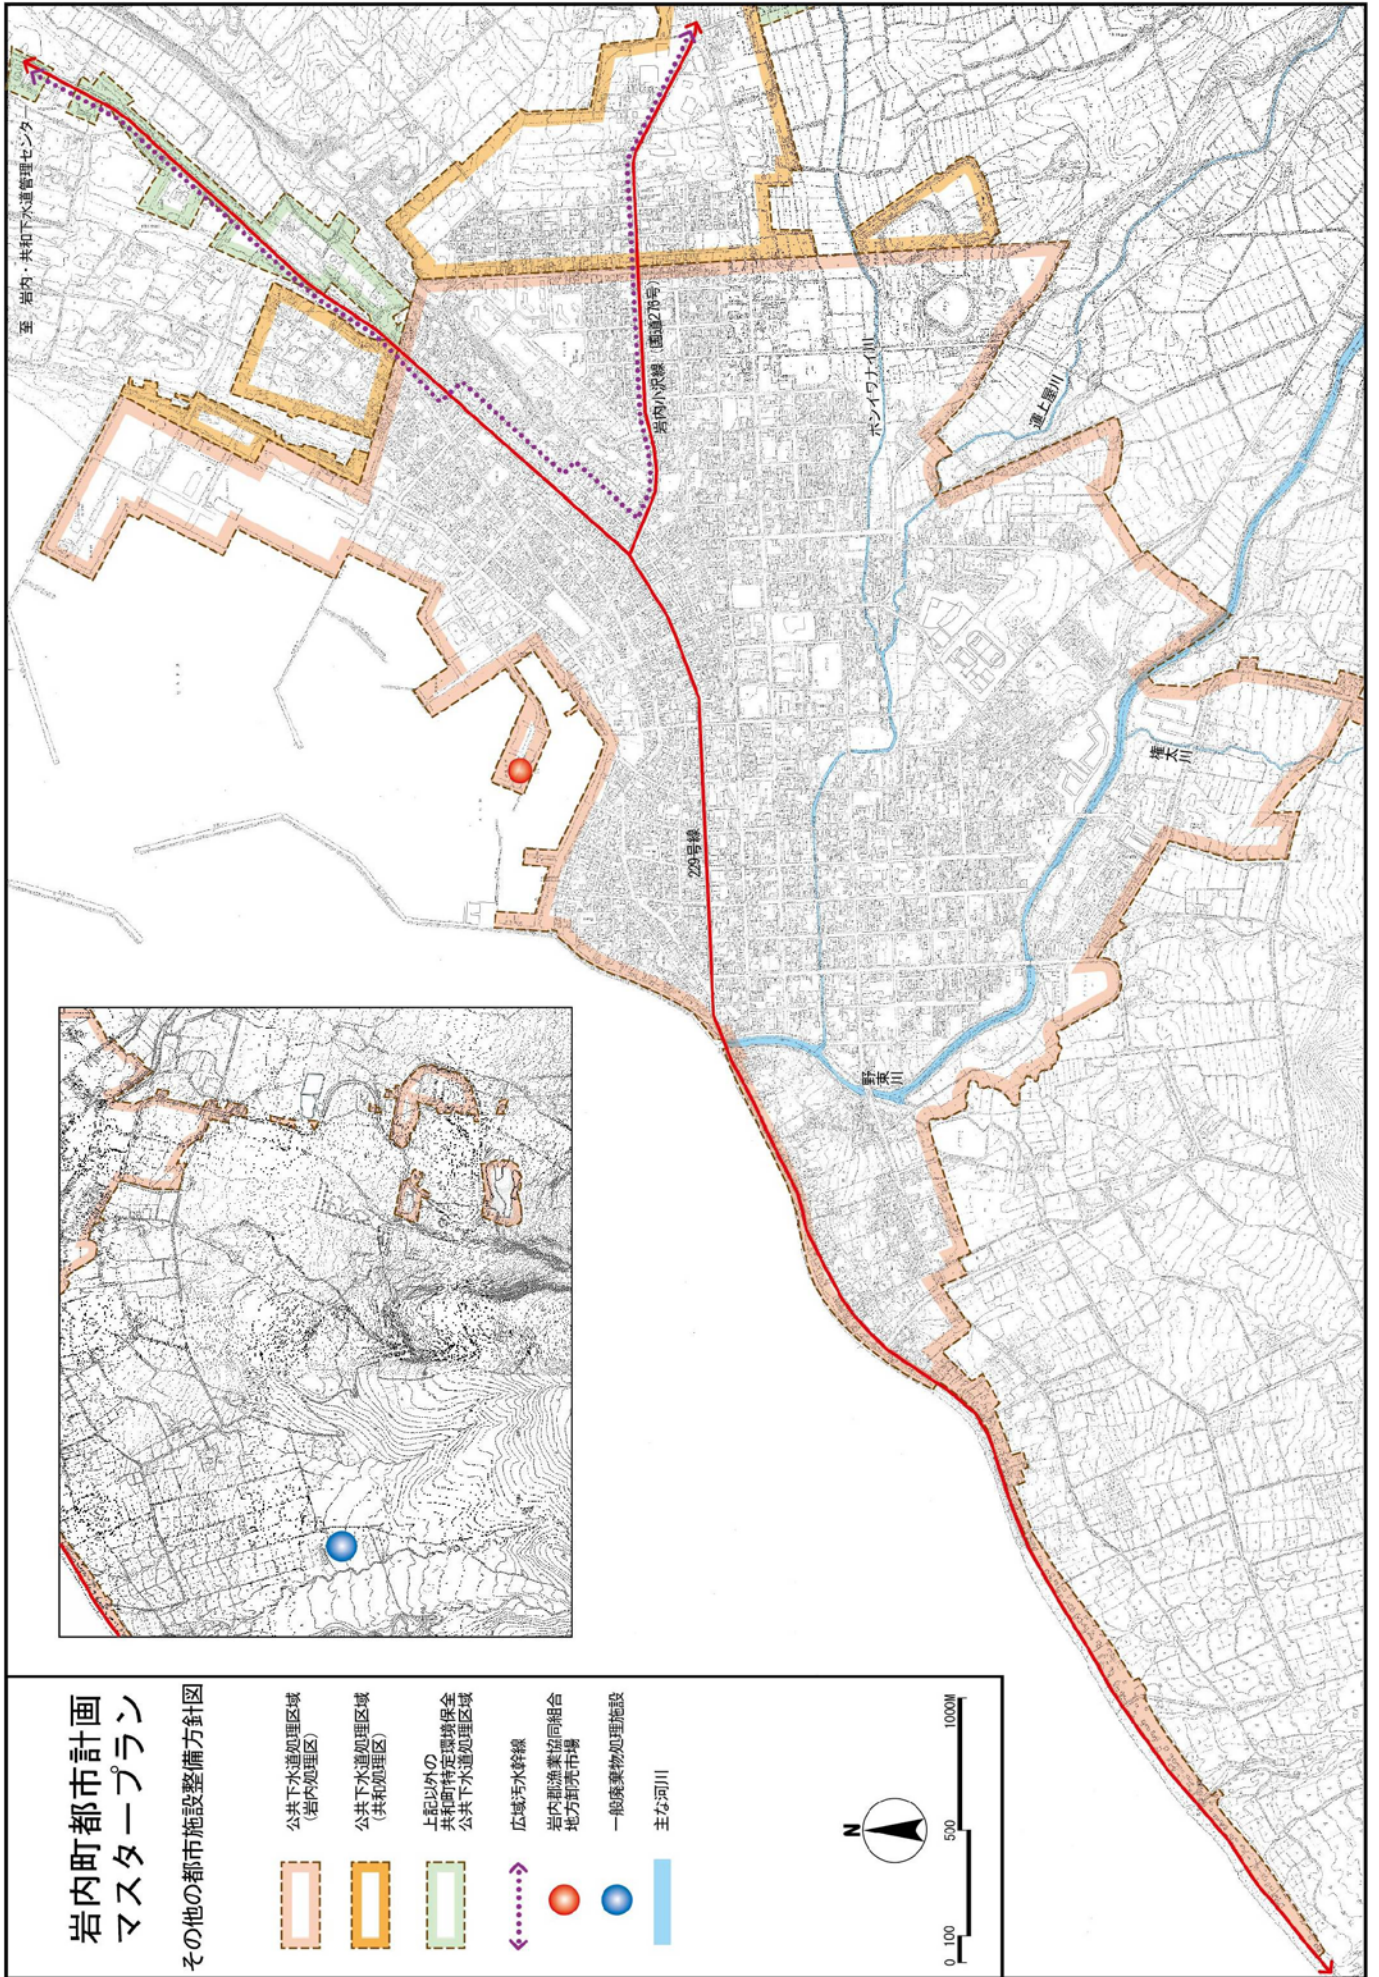 岩内町都市計画
マスタープラン
その他の都市施設整備方針図
公共下水道処理区域
(岩内処理区)
公共下水道処理区域
(共和処理区)
上記以外の
共和町特定環境保全
公共下水道処理区域
広域汚水幹線
岩内郡漁業協同組合
地方卸売市場
一般廃棄物処理施設
主な河川
N
0 100 500 1000M
至 岩内・共和下水道管理センター
岩内小沢線(国道276号)
229号線
ホンイワナイ川
運上屋川
権太川
野束川